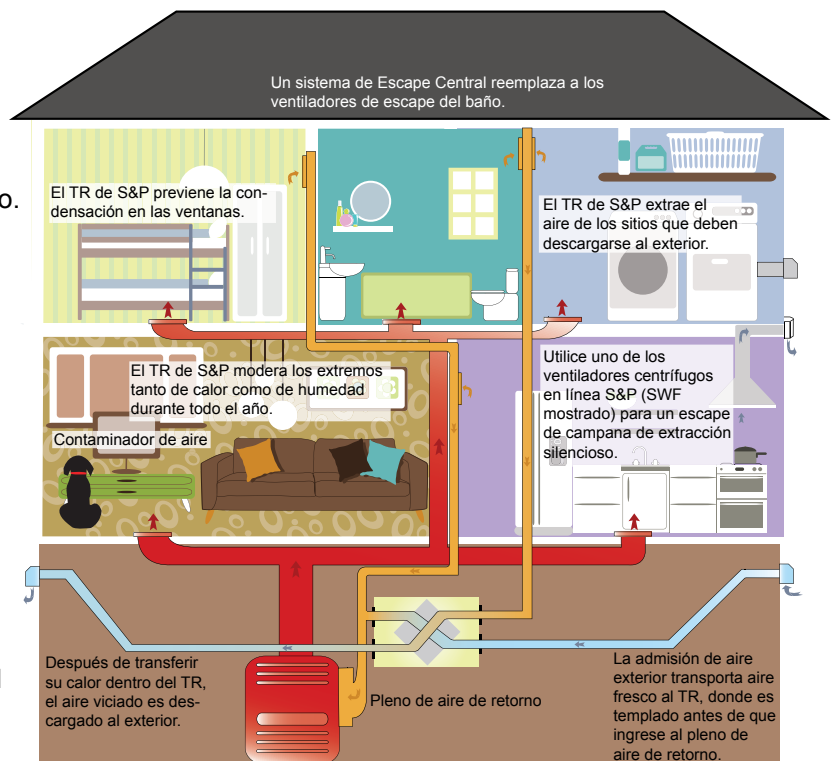 Un sistema de Escape Central reemplaza a los
ventiladores de escape del baño.
o.
El TR de S&P previene la con-
densación en las ventanas.
El TR de S&P extrae el
aire de los sitios que deben
descargarse al exterior.
El TR de S&P modera los extremos
tanto de calor como de humedad
durante todo el año.
Contaminador de aire
Utilice uno de los
ventiladores centrífugos
en línea S&P (SWF
mostrado) para un escape
de campana de extracción
silencioso.
Después de transferir
su calor dentro del TR,
el aire viciado es des-
cargado al exterior.
Pleno de aire de retorno
La admisión de aire
exterior transporta aire
fresco al TR, donde es
templado antes de que
ingrese al pleno de
aire de retorno.